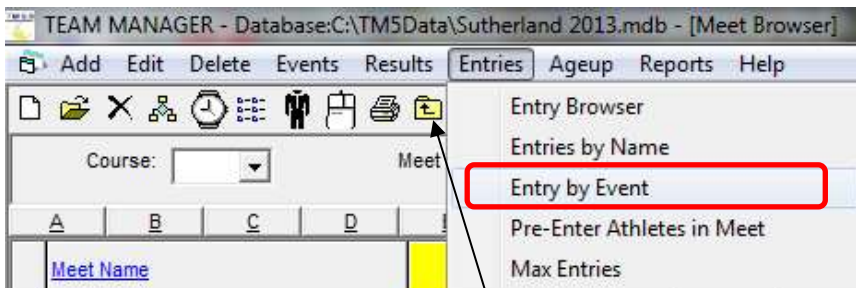 TEAM MANAGER - Database:C:\TM5Data\Sutherland 2013.mdb - [Meet Browser]
Add Edit Delete Events Results Entries Ageup Reports Help
Entry Browser
Course: Meet
Entries by Name
Entry by Event
A B C D
Pre-Enter Athletes in Meet
Meet Name
Max Entries